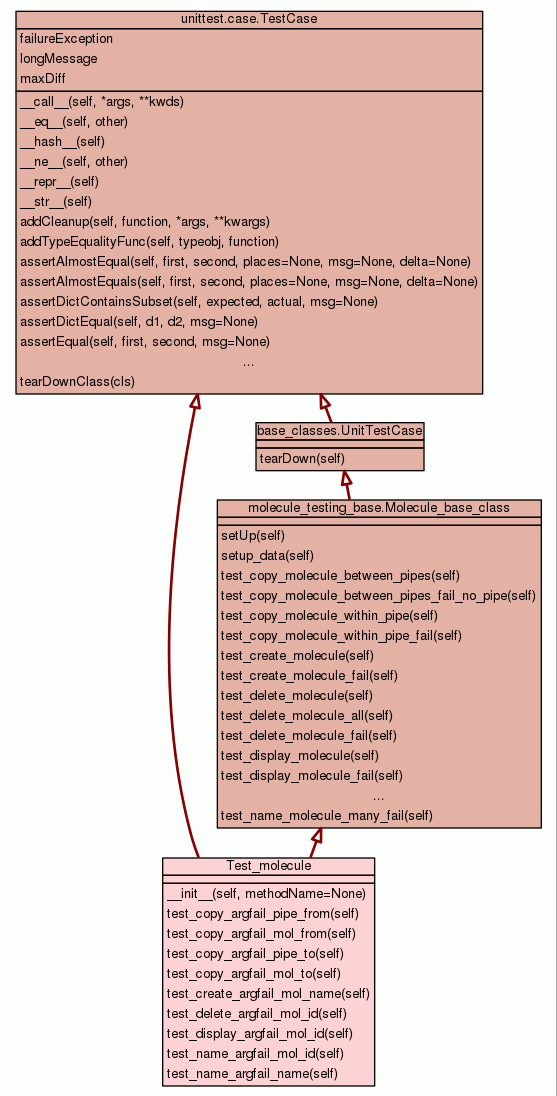 unittest.case.TestCase
failureException
longMessage
maxDiff
__call__(self, *args, **kwds)
__eq__(self, other)
__hash__(self)
__ne__(self, other)
__repr__(self)
__str__(self)
addCleanup(self, function, *args, **kwargs)
addTypeEqualityFunc(self, typeobj, function)
assertAlmostEqual(self, first, second, places=None, msg=None, delta=None)
assertAlmostEquals(self, first, second, places=None, msg=None, delta=None)
assertDictContainsSubset(self, expected, actual, msg=None)
assertDictEqual(self, d1, d2, msg=None)
assertEqual(self, first, second, msg=None)
...
tearDownClass(cls)
base_classes.UnitTestCase
tearDown(self)
molecule_testing_base.Molecule_base_class
setUp(self)
setup_data(self)
test_copy_molecule_between_pipes(self)
test_copy_molecule_between_pipes_fail_no_pipe(self)
test_copy_molecule_within_pipe(self)
test_copy_molecule_within_pipe_fail(self)
test_create_molecule(self)
test_create_molecule_fail(self)
test_delete_molecule(self)
test_delete_molecule_all(self)
test_delete_molecule_fail(self)
test_display_molecule(self)
test_display_molecule_fail(self)
...
test_name_molecule_many_fail(self)
Test_molecule
__init__(self, methodName=None)
test_copy_argfail_pipe_from(self)
test_copy_argfail_mol_from(self)
test_copy_argfail_pipe_to(self)
test_copy_argfail_mol_to(self)
test_create_argfail_mol_name(self)
test_delete_argfail_mol_id(self)
test_display_argfail_mol_id(self)
test_name_argfail_mol_id(self)
test_name_argfail_name(self)